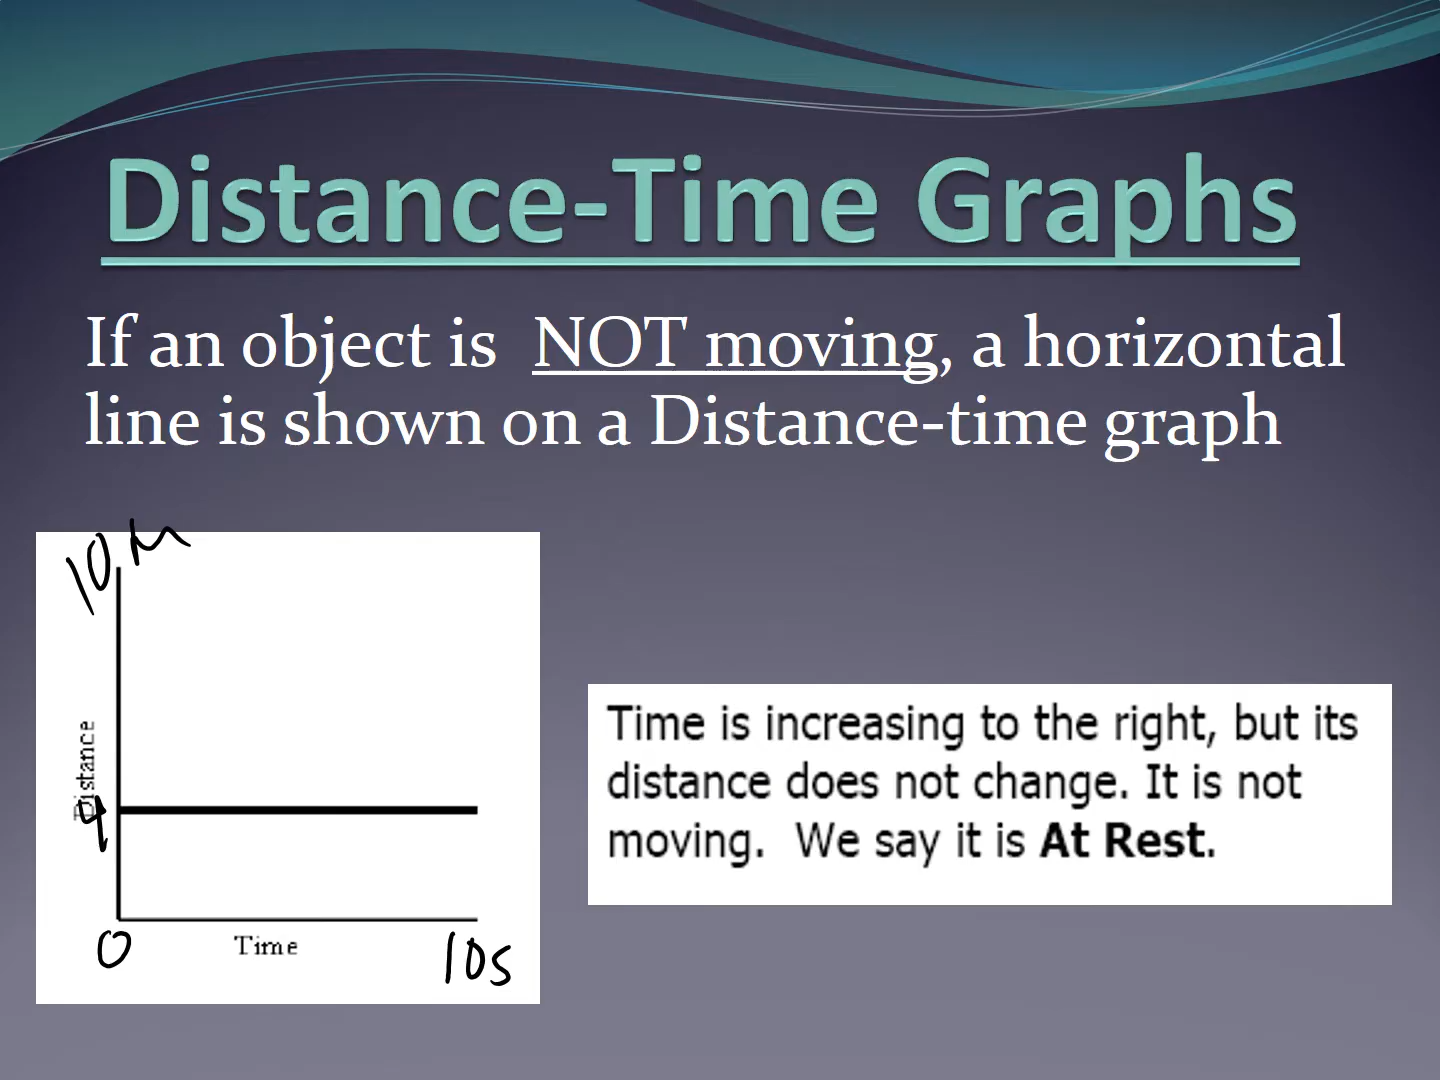 Distance-Time Graphs
If an object is NOT moving, a horizontal
line is shown on a Distance-time graph
10 m
Distance
4
0
Time
10s
Time is increasing to the right, but its
distance does not change. It is not
moving. We say it is At Rest.